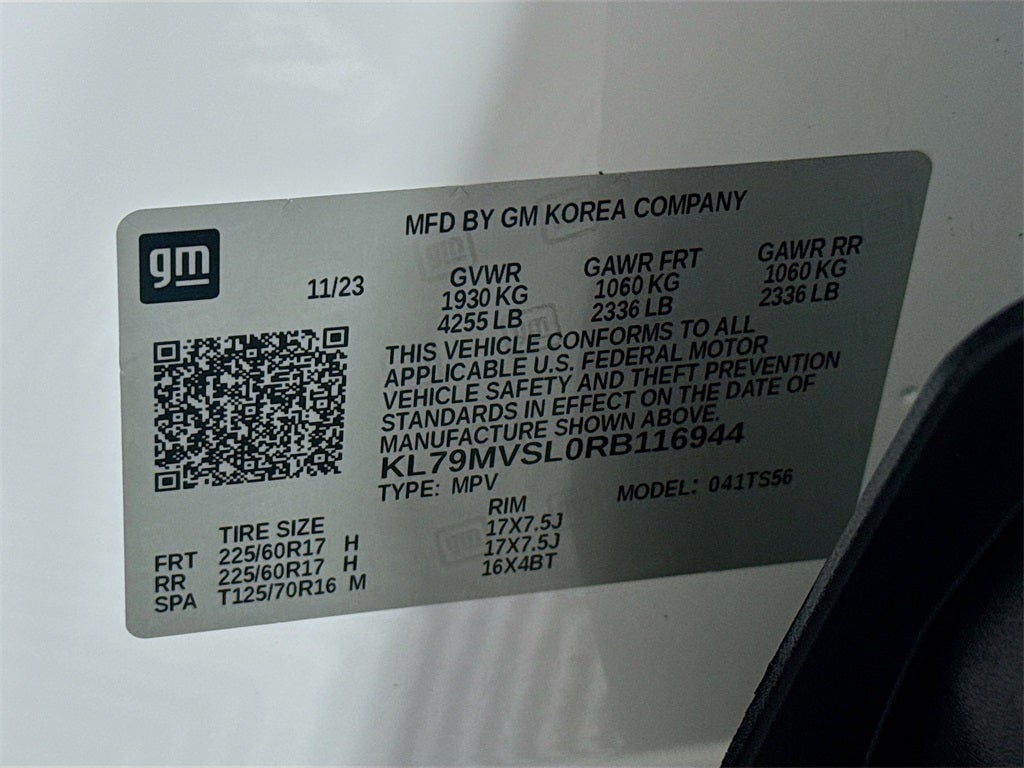 MFD BY GM KOREA COMPANY
gm
11/23
GVWR GAWR FRT GAWR RR
1930 KG 1060 KG 1060 KG
4255 LB 2336 LB 2336 LB
THIS VEHICLE CONFORMS TO ALL
APPLICABLE U.S. FEDERAL MOTOR
VEHICLE SAFETY AND THEFT PREVENTION
STANDARDS IN EFFECT ON THE DATE OF
MANUFACTURE SHOWN ABOVE.
KL79MVSL0RB116944
TYPE: MPV MODEL: 041TS56
TIRE SIZE RIM
FRT 225/60R17 H 17X7.5J
RR 225/60R17 H 17X7.5J
SPA T125/70R16 M 16X4BT